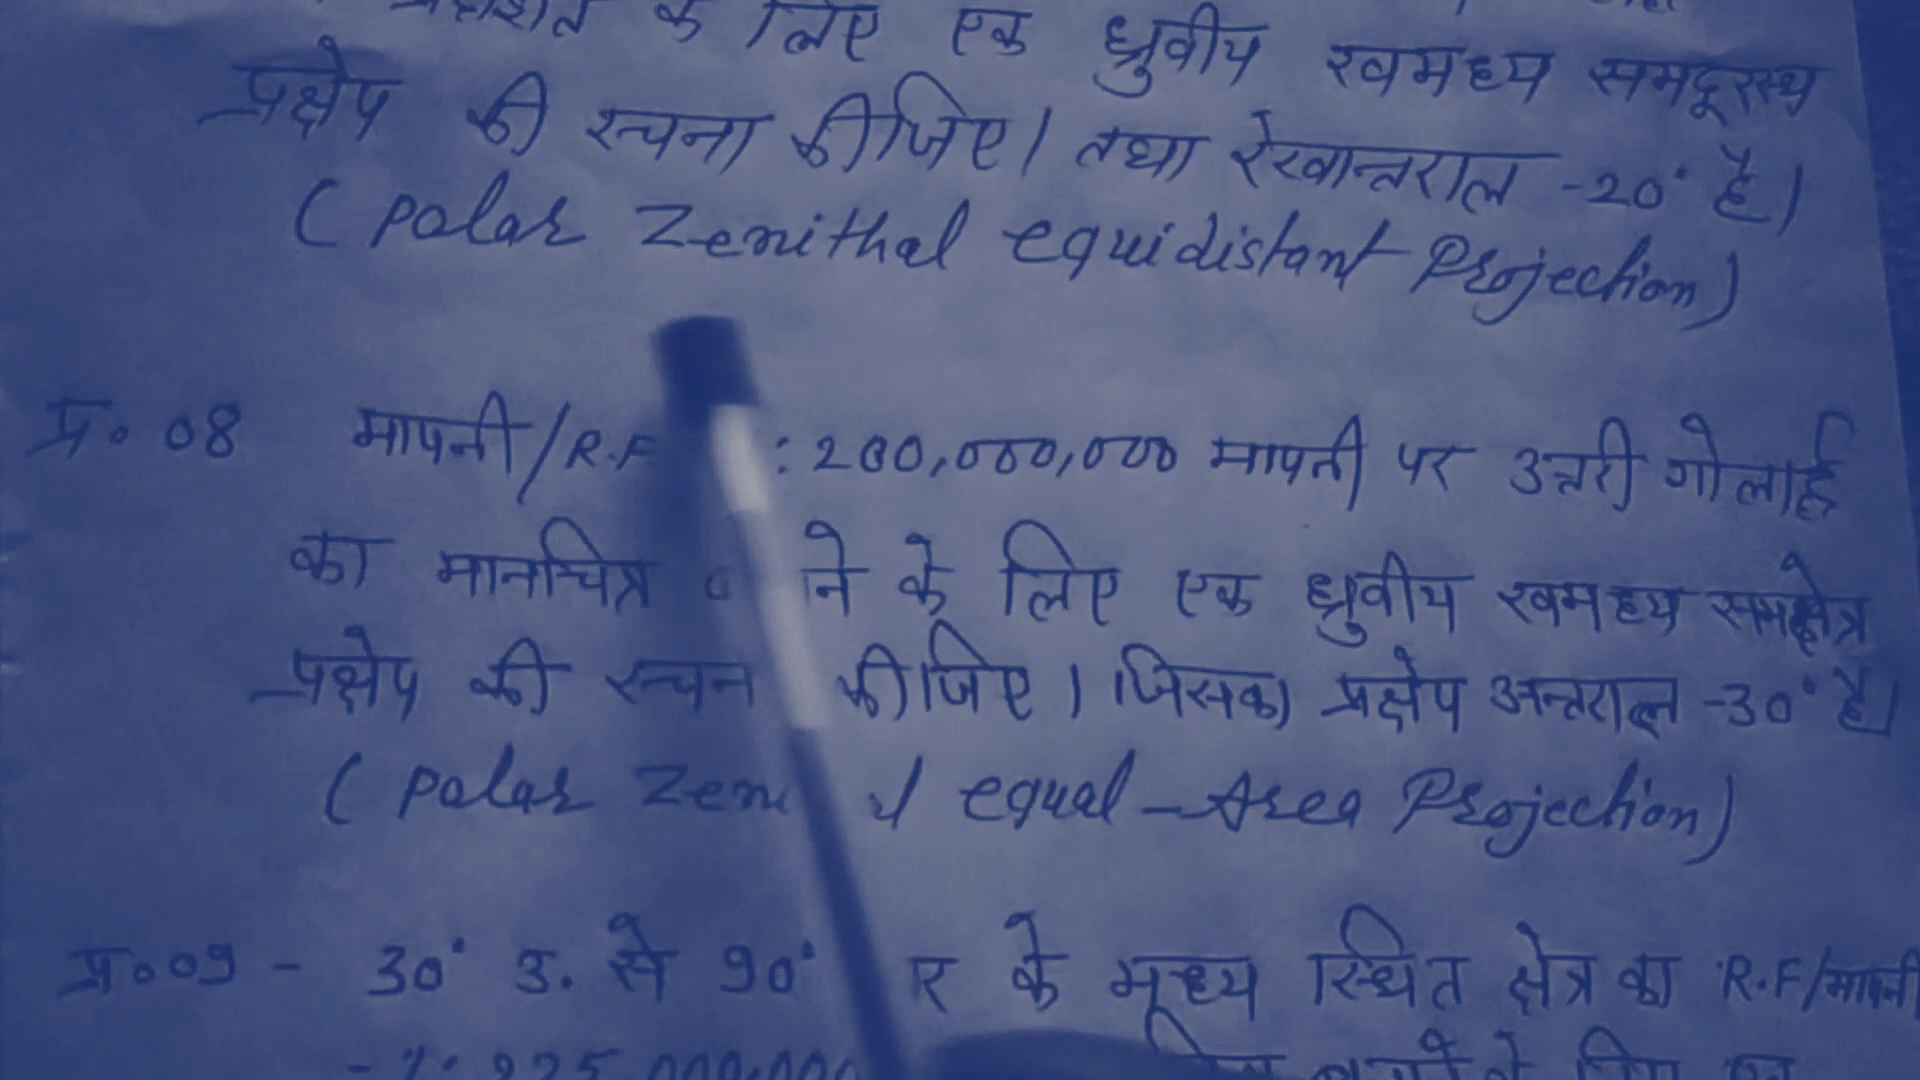 के लिए एक ध्रुवीय खमध्य समदूरस्थ
प्रक्षेप की रचना कीजिए। तथा रेखान्तराल -20° है।
(Polar Zenithal equidistant Projection)
प्र० 08 मापनी/R.F : 200,000,000 मापनी पर उत्तरी गोलार्द्ध
का मानचित्र के लिए एक ध्रुवीय खमध्य समक्षेत्र
प्रक्षेप की कीजिए। जिसका प्रक्षेप अन्तराल -30° है।
(Polar equal-Area Projection)
प्र० 09 - 30° उ. से 90° के मध्य स्थित क्षेत्र का R.F/मापनी